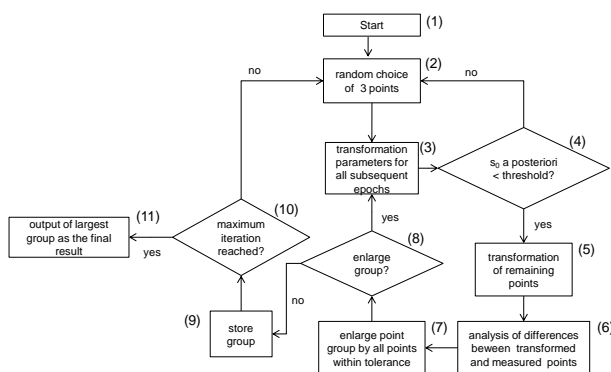 Start
(1)
random choice
of 3 points
(2)
no
no
transformation
parameters for
all subsequent
epochs
(3)
s₀ a posteriori
< threshold?
(4)
yes
transformation
of remaining
points
(5)
analysis of differences
beween transformed
and measured points
(6)
enlarge point
group by all points
within tolerance
(7)
enlarge
group?
(8)
yes
no
store
group
(9)
maximum
iteration
reached?
(10)
yes
output of largest
group as the final
result
(11)